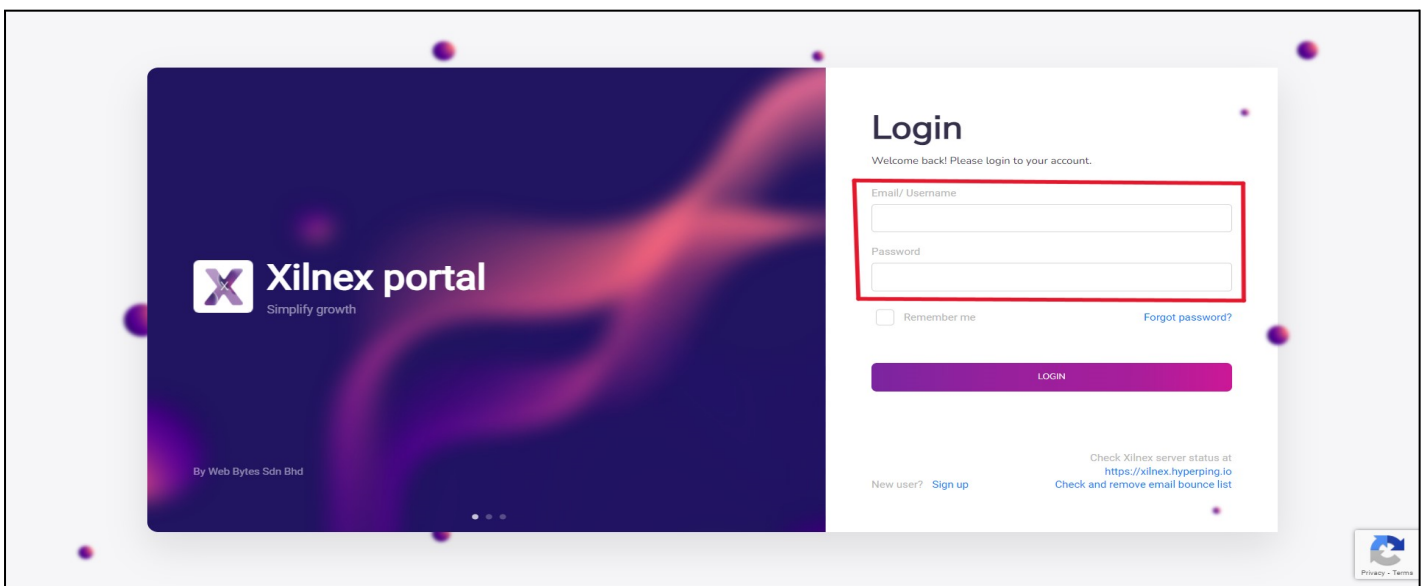 Xilnex portal
Simplify growth
By Web Bytes Sdn Bhd
Login
Welcome back! Please login to your account.
Email/ Username
Password
Remember me
Forgot password?
LOGIN
Check Xilnex server status at
https://xilnex.hyperping.io
New user? Sign up
Check and remove email bounce list
Privacy - Terms